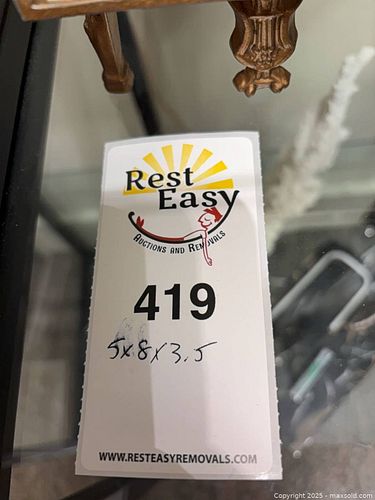 Rest
Easy
Auctions and Removals
419
5x8x3.5
www.resteasyremovals.com
Copyright 2025 - maxsold.com